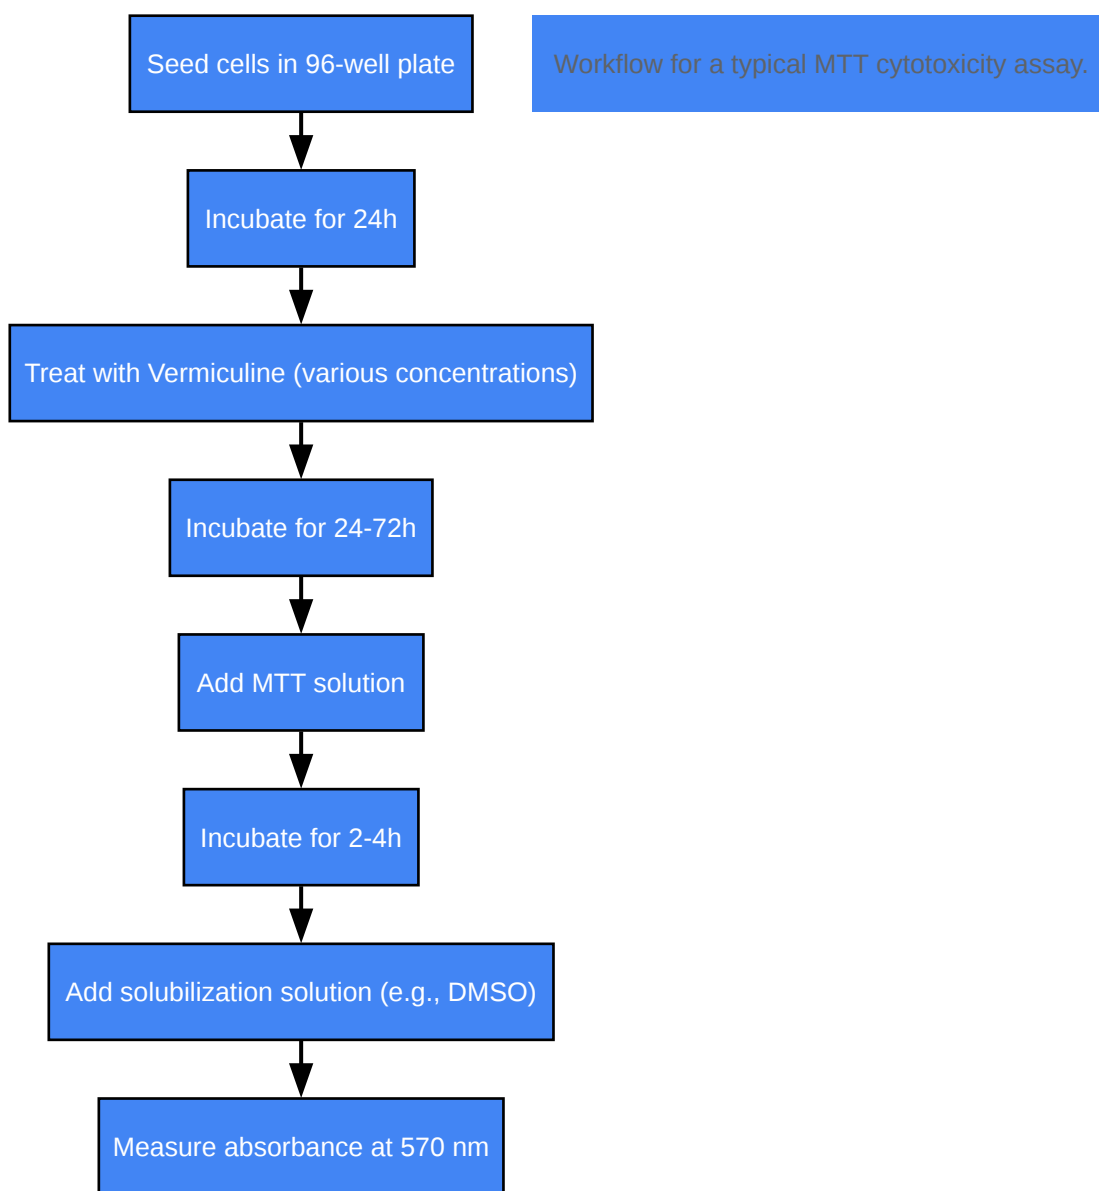 Seed cells in 96-well plate
Workflow for a typical MTT cytotoxicity assay.
Incubate for 24h
Treat with Vermiculine (various concentrations)
Incubate for 24-72h
Add MTT solution
Incubate for 2-4h
Add solubilization solution (e.g., DMSO)
Measure absorbance at 570 nm